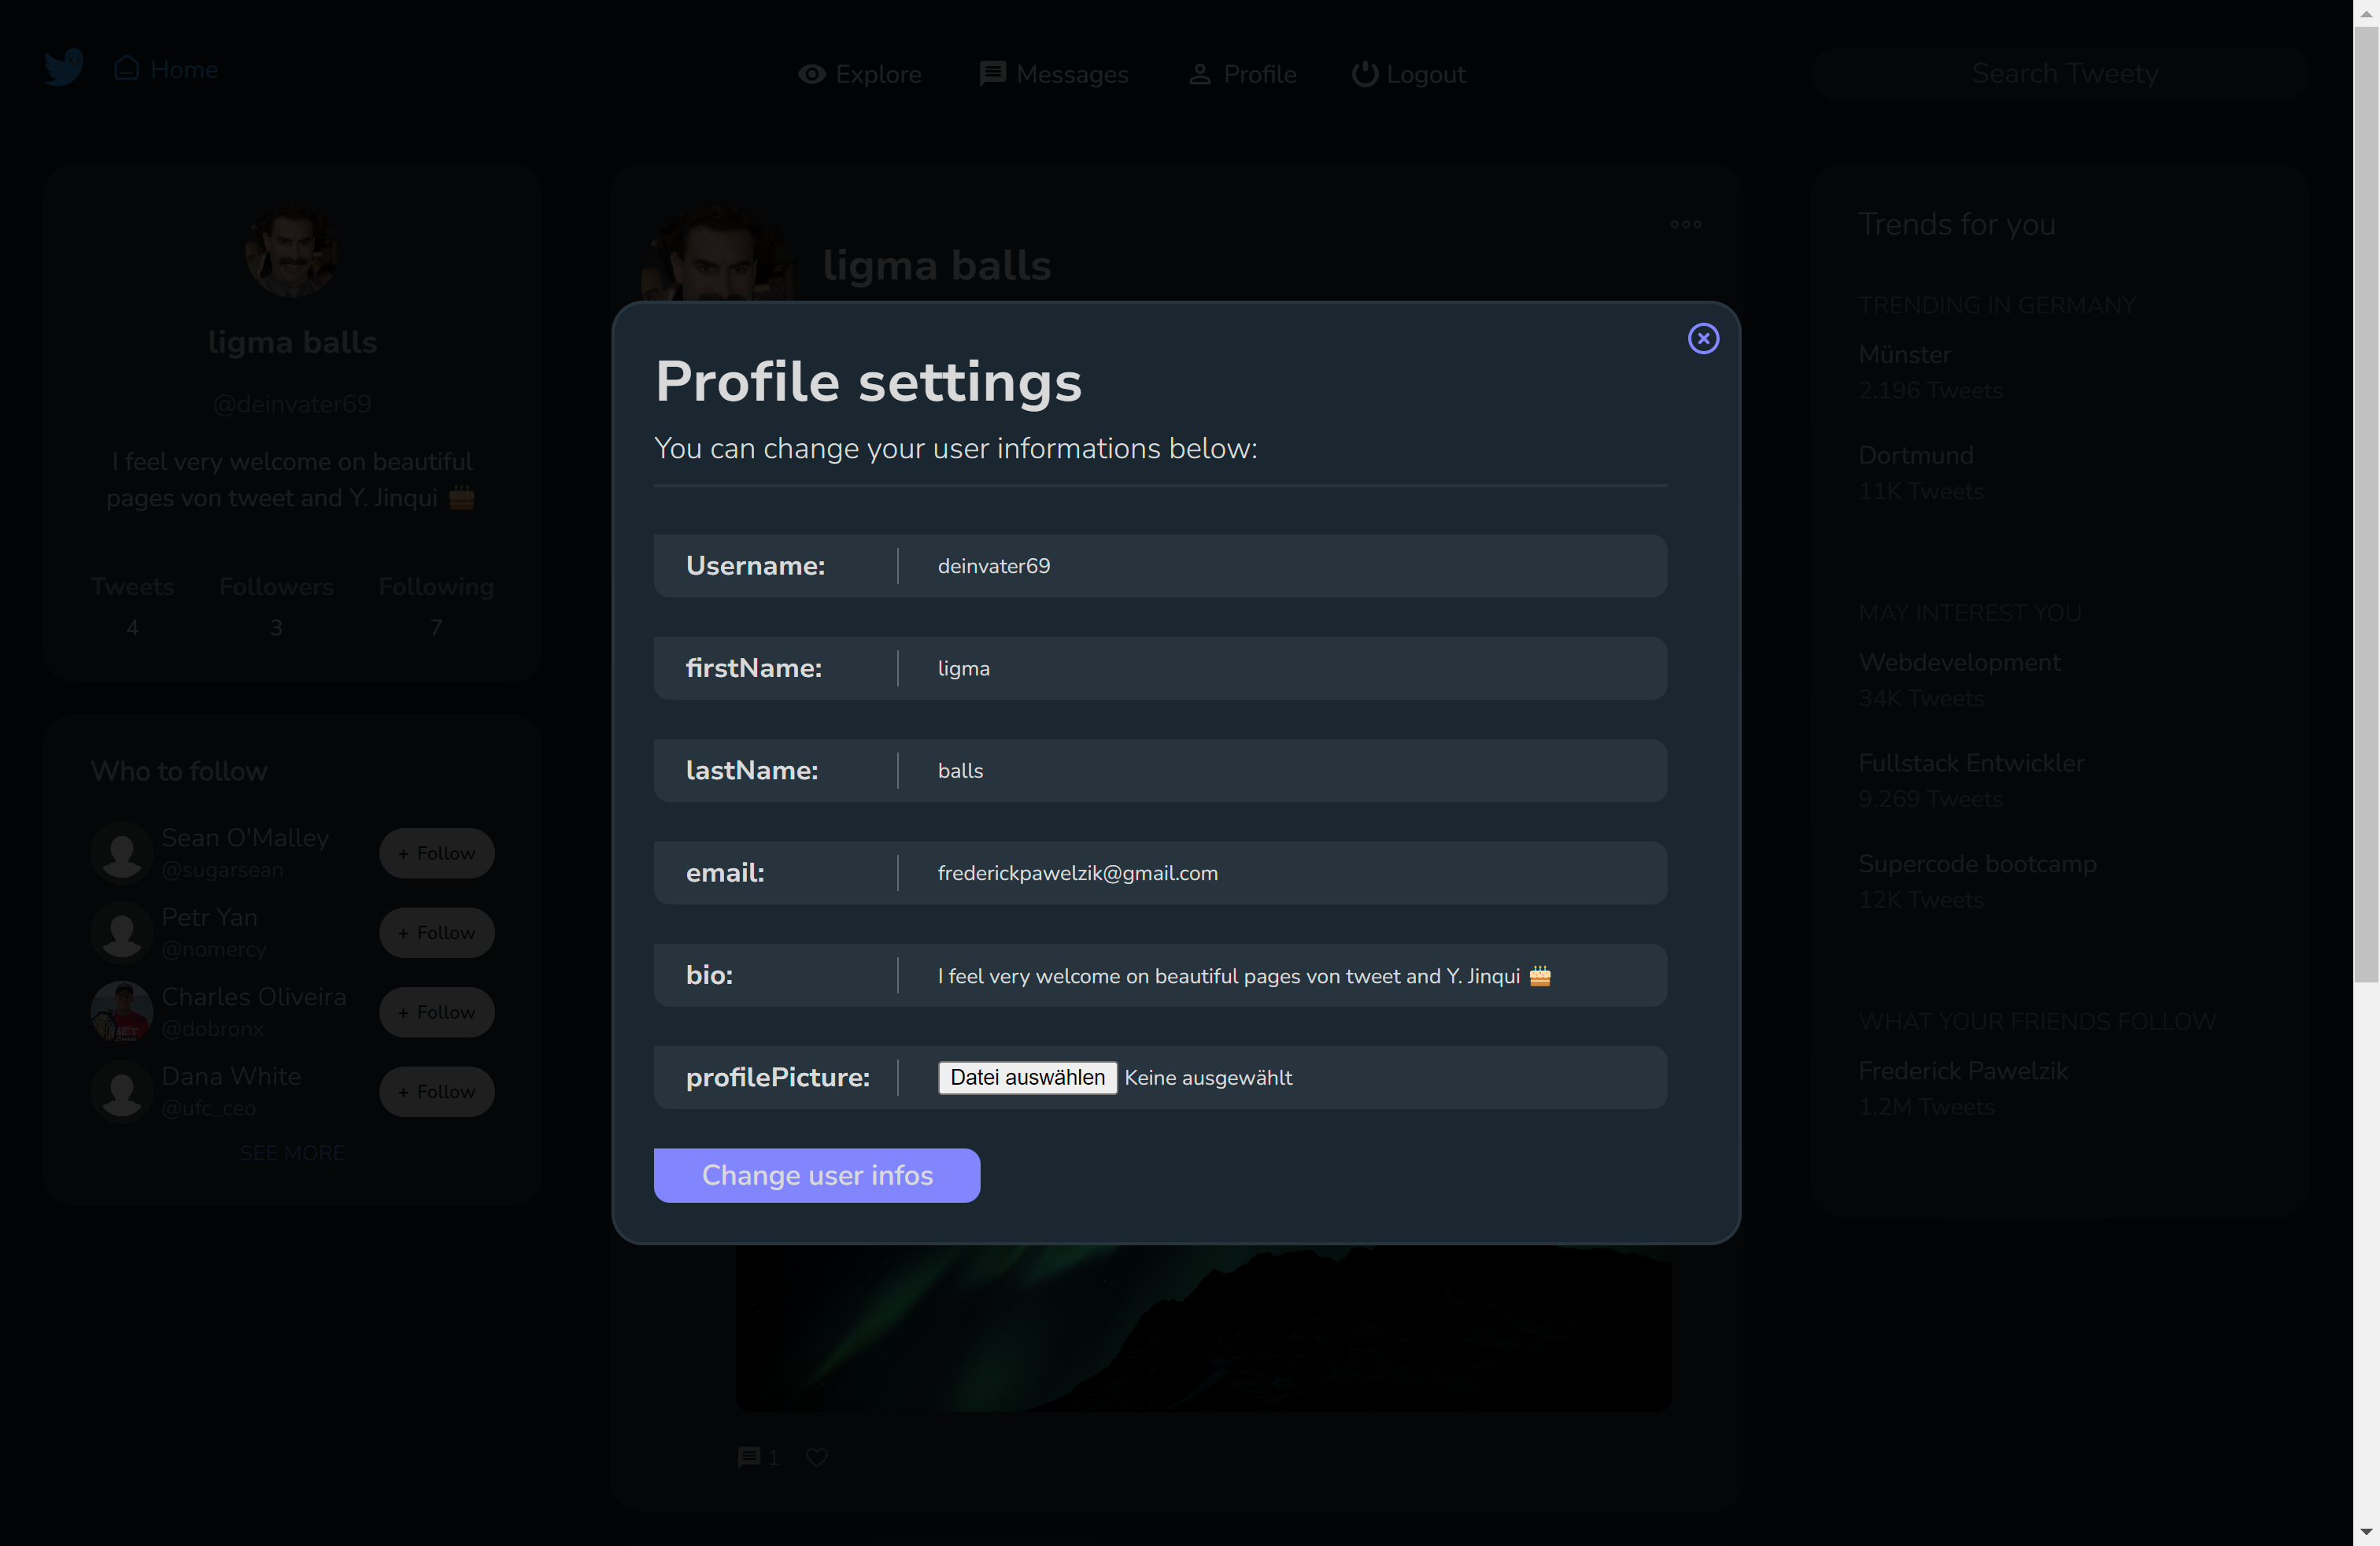 Home
Explore
Messages
Profile
Logout
Search Tweety
ligma balls
@deinvater69
I feel very welcome on beautiful
pages von tweet and Y. Jinqui 🎂
Tweets
Followers
Following
4
3
7
Who to follow
Sean O'Malley
@sugarsean
+ Follow
Petr Yan
@nomercy
+ Follow
Charles Oliveira
@dobronx
+ Follow
Dana White
@ufc_ceo
+ Follow
SEE MORE
ligma balls
Profile settings
You can change your user informations below:
Username:
deinvater69
firstName:
ligma
lastName:
balls
email:
frederickpawelzik@gmail.com
bio:
I feel very welcome on beautiful pages von tweet and Y. Jinqui 🎂
profilePicture:
Datei auswählen
Keine ausgewählt
Change user infos
1
Trends for you
TRENDING IN GERMANY
Münster
2.196 Tweets
Dortmund
11K Tweets
MAY INTEREST YOU
Webdevelopment
34K Tweets
Fullstack Entwickler
9.269 Tweets
Supercode bootcamp
12K Tweets
WHAT YOUR FRIENDS FOLLOW
Frederick Pawelzik
1.2M Tweets